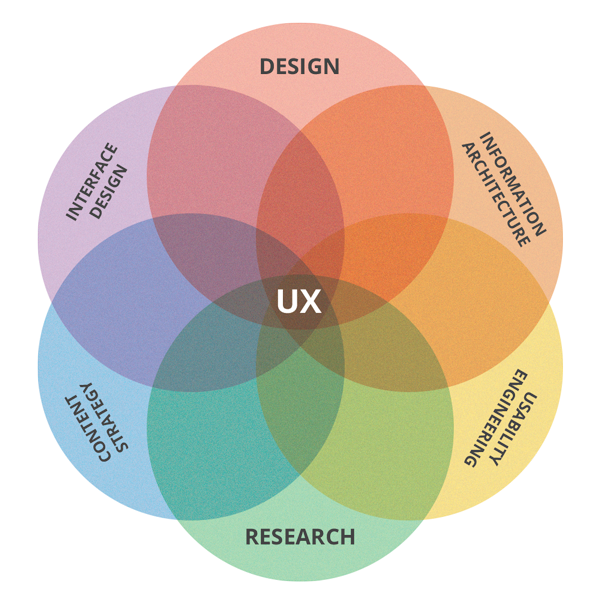 DESIGN
INTERFACE
DESIGN
INFORMATION
ARCHITECTURE
UX
CONTENT
STRATEGY
USABILITY
ENGINEERING
RESEARCH